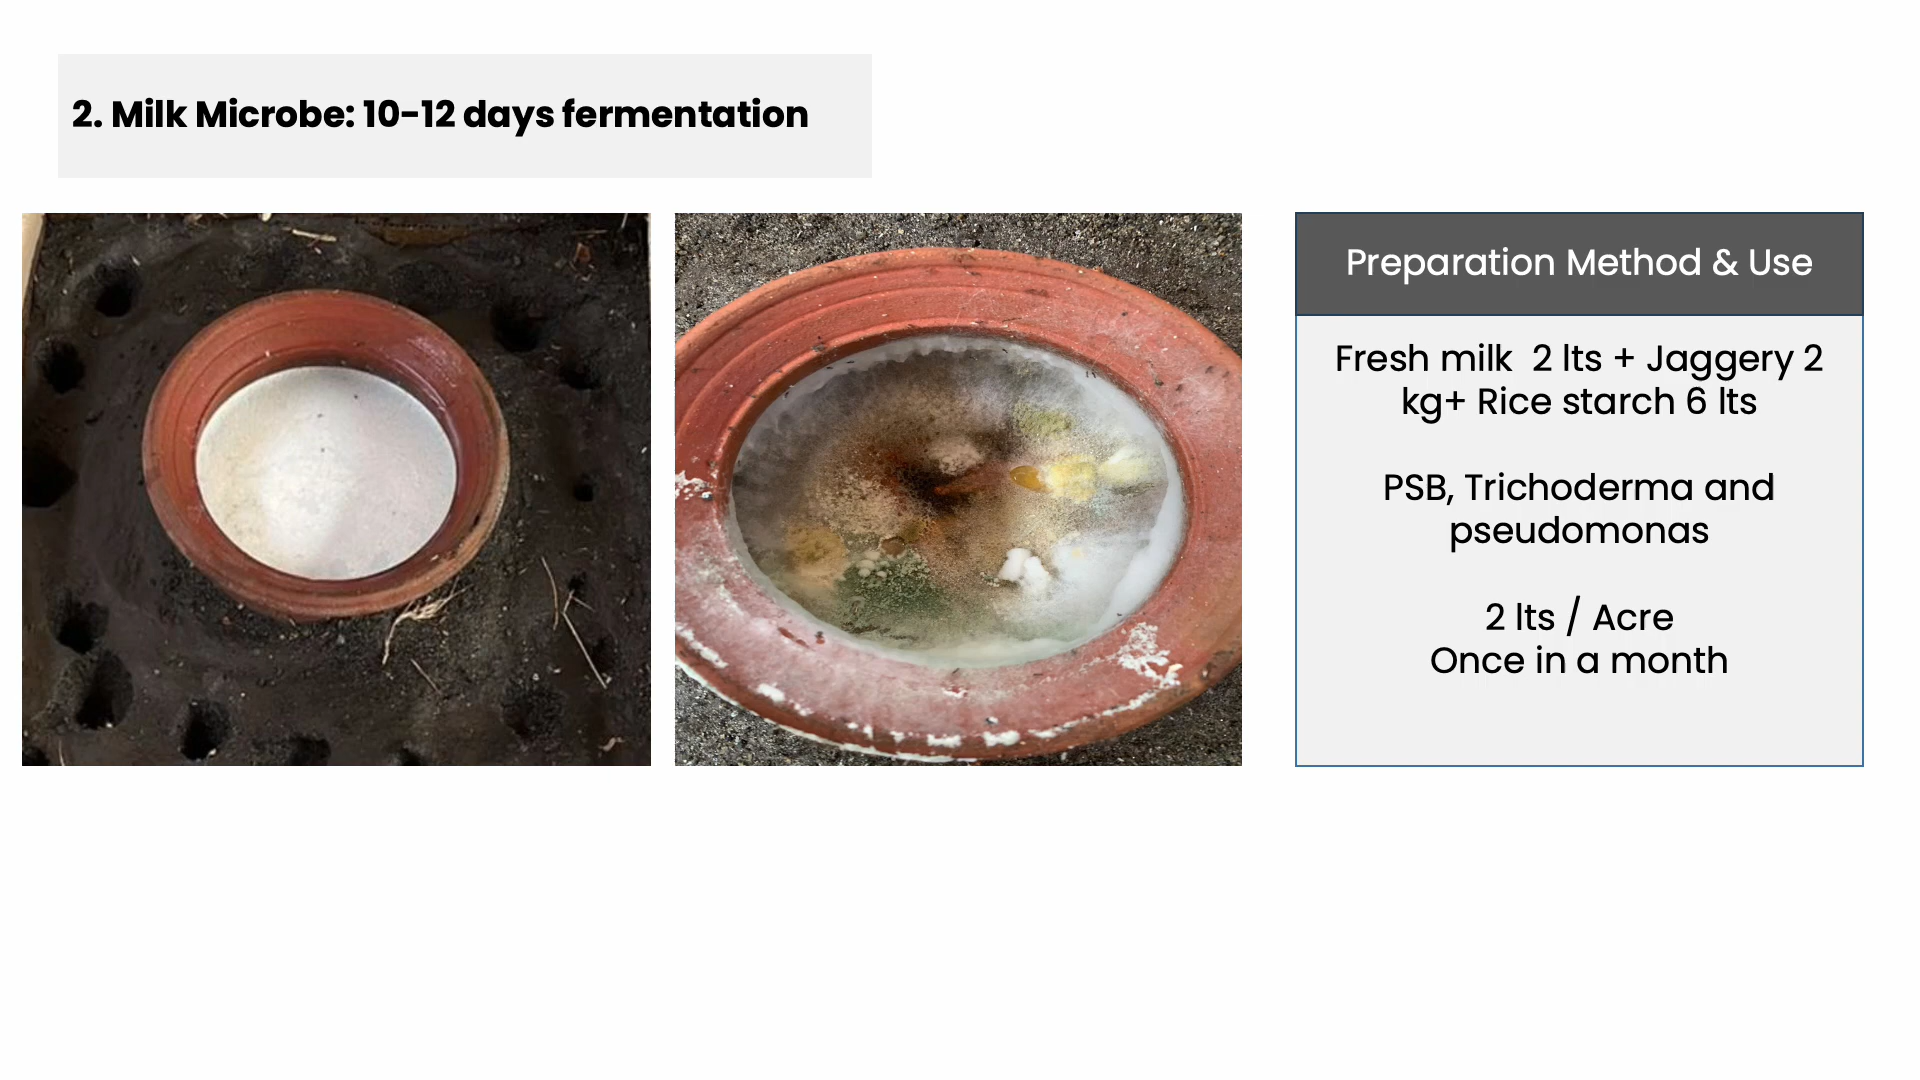 2. Milk Microbe: 10-12 days fermentation
Preparation Method & Use
Fresh milk  2 lts + Jaggery 2
kg+ Rice starch 6 lts
PSB, Trichoderma and
pseudomonas
2 lts / Acre
Once in a month